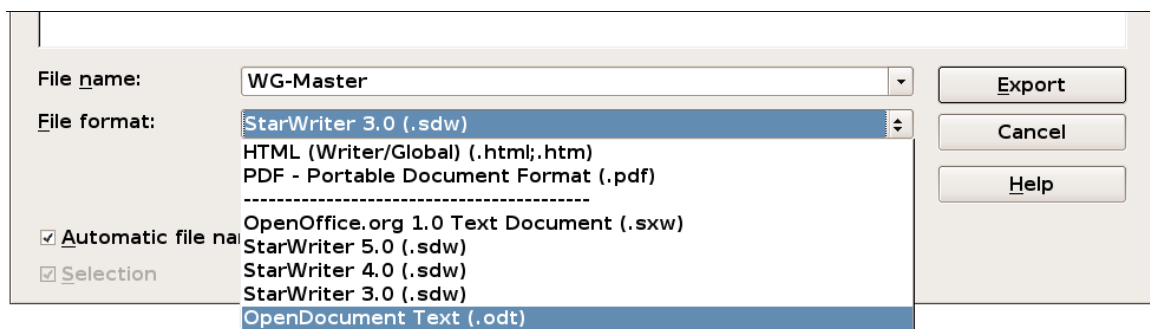 File name:
WG-Master
Export
File format:
StarWriter 3.0 (.sdw)
Cancel
HTML (Writer/Global) (.html;.htm)
PDF - Portable Document Format (.pdf)
Help
-----------------------------------------
OpenOffice.org 1.0 Text Document (.sxw)
Automatic file na
StarWriter 5.0 (.sdw)
StarWriter 4.0 (.sdw)
Selection
StarWriter 3.0 (.sdw)
OpenDocument Text (.odt)